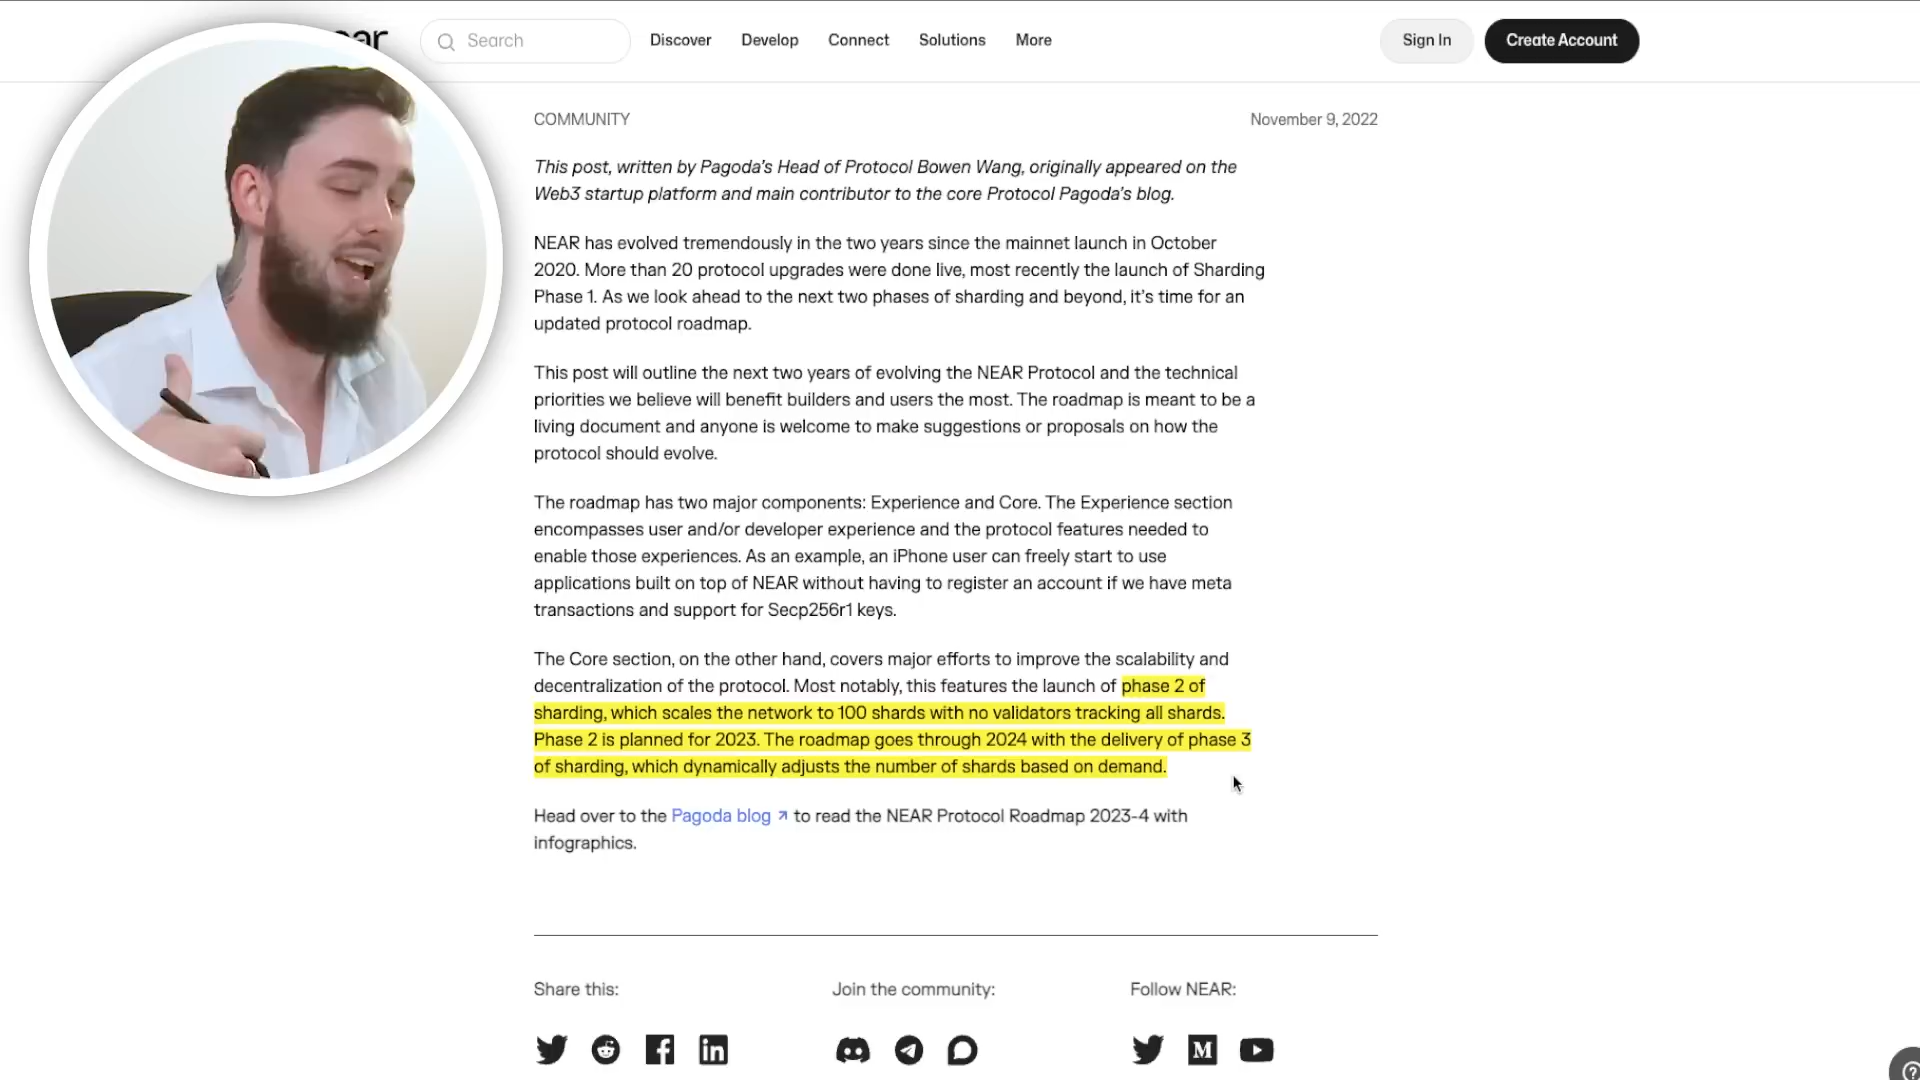 Search
Discover
Develop
Connect
Solutions
More
Sign In
Create Account
COMMUNITY
November 9, 2022
This post, written by Pagoda's Head of Protocol Bowen Wang, originally appeared on the
Web3 startup platform and main contributor to the core Protocol Pagoda's blog.
NEAR has evolved tremendously in the two years since the mainnet launch in October
2020. More than 20 protocol upgrades were done live, most recently the launch of Sharding
Phase 1. As we look ahead to the next two phases of sharding and beyond, it's time for an
updated protocol roadmap.
This post will outline the next two years of evolving the NEAR Protocol and the technical
priorities we believe will benefit builders and users the most. The roadmap is meant to be a
living document and anyone is welcome to make suggestions or proposals on how the
protocol should evolve.
The roadmap has two major components: Experience and Core. The Experience section
encompasses user and/or developer experience and the protocol features needed to
enable those experiences. As an example, an iPhone user can freely start to use
applications built on top of NEAR without having to register an account if we have meta
transactions and support for Secp256r1 keys.
The Core section, on the other hand, covers major efforts to improve the scalability and
decentralization of the protocol. Most notably, this features the launch of phase 2 of
sharding, which scales the network to 100 shards with no validators tracking all shards.
Phase 2 is planned for 2023. The roadmap goes through 2024 with the delivery of phase 3
of sharding, which dynamically adjusts the number of shards based on demand.
Head over to the Pagoda blog ↗ to read the NEAR Protocol Roadmap 2023-4 with
infographics.
Share this:
Join the community:
Follow NEAR: